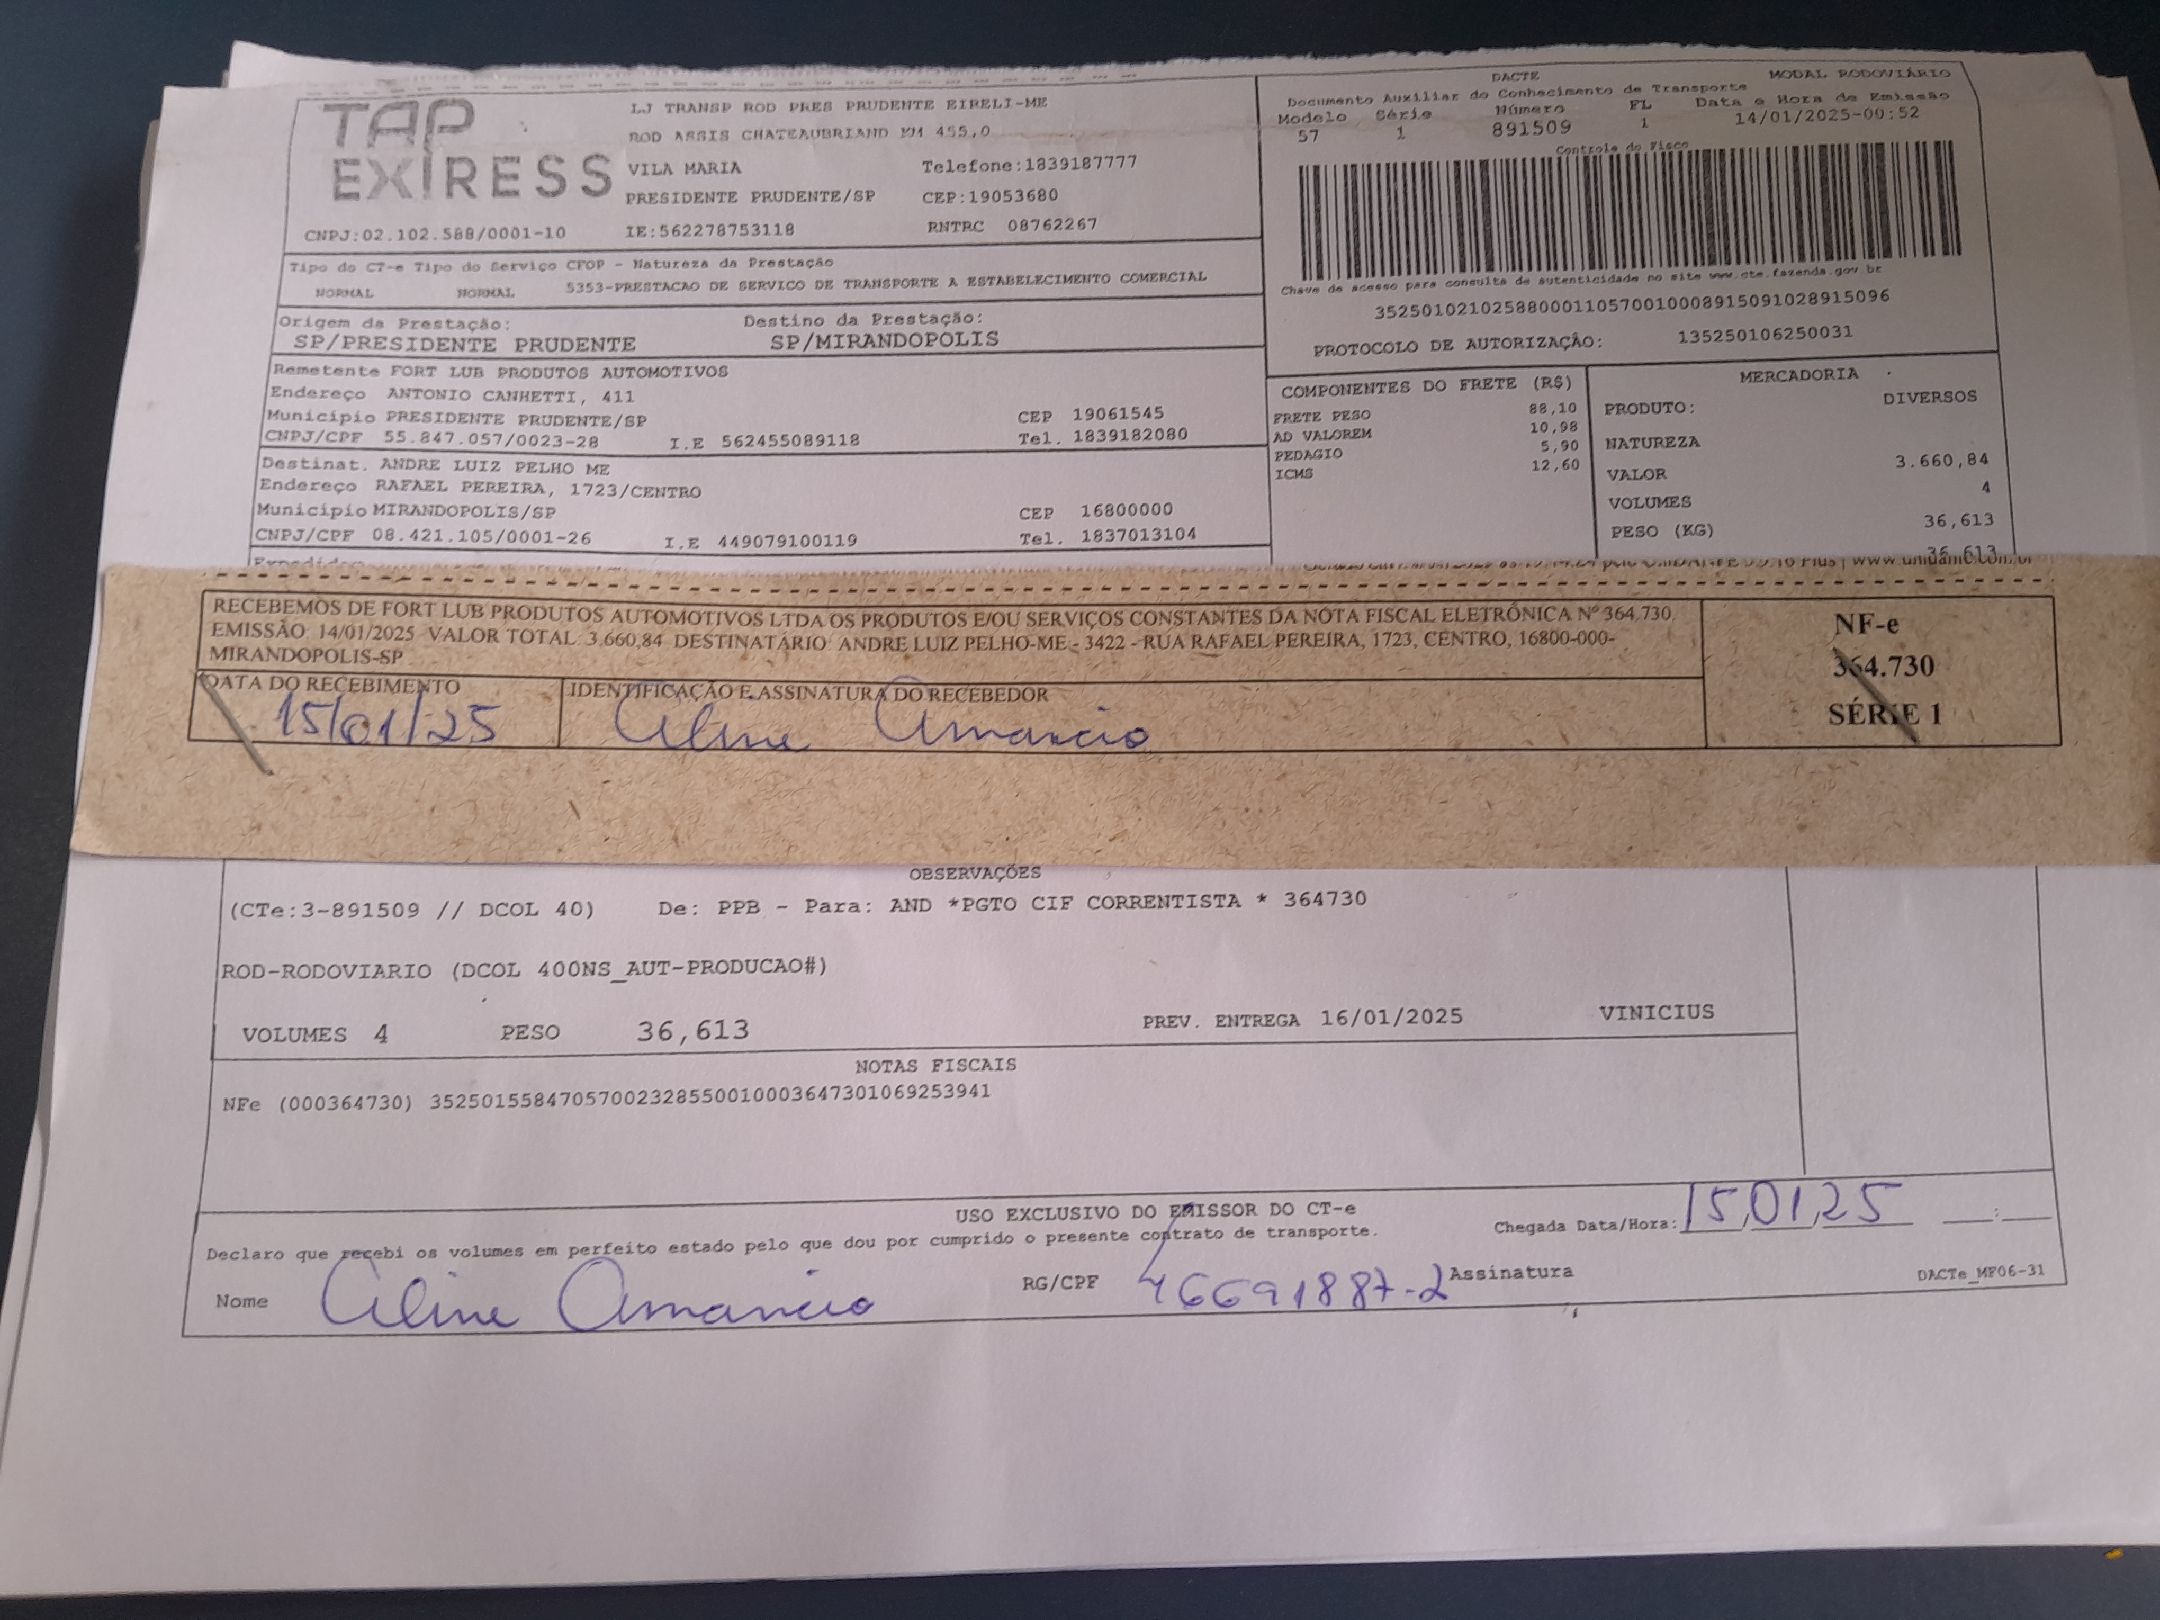 TAP
EXPRESS
LJ TRANSP ROD PRES PRUDENTE EIRELI-ME
ROD ASSIS CHATEAUBRIAND KM 455,0
VILA MARIA Telefone:1839187777
PRESIDENTE PRUDENTE/SP CEP:19053680
CNPJ:02.102.588/0001-10 IE:562278753118 RNTRC 08762267
DACTE MODAL RODOVIÁRIO
Documento Auxiliar do Conhecimento de Transporte
Modelo Série Número FL Data e Hora de Emissão
57 1 891509 1 14/01/2025-00:52
Controle do Fisco
Chave de acesso para consulta de autenticidade no site www.cte.fazenda.gov.br
35250102102588000110570010008915091028915096
PROTOCOLO DE AUTORIZAÇÃO: 135250106250031
Tipo do CT-e Tipo do Serviço CFOP - Natureza da Prestação
NORMAL NORMAL 5353-PRESTACAO DE SERVICO DE TRANSPORTE A ESTABELECIMENTO COMERCIAL
Origem da Prestação: Destino da Prestação:
SP/PRESIDENTE PRUDENTE SP/MIRANDOPOLIS
Remetente FORT LUB PRODUTOS AUTOMOTIVOS
Endereço ANTONIO CANHETTI, 411
Município PRESIDENTE PRUDENTE/SP CEP 19061545
CNPJ/CPF 55.847.057/0023-28 I.E 562455089118 Tel. 1839182080
Destinat. ANDRE LUIZ PELHO ME
Endereço RAFAEL PEREIRA, 1723/CENTRO
Município MIRANDOPOLIS/SP CEP 16800000
CNPJ/CPF 08.421.105/0001-26 I.E 449079100119 Tel. 1837013104
COMPONENTES DO FRETE (R$)
FRETE PESO 88,10
AD VALOREM 10,98
PEDAGIO 5,90
ICMS 12,60
MERCADORIA
PRODUTO: DIVERSOS
NATUREZA
VALOR 3.660,84
VOLUMES 4
PESO (KG) 36,613
36,613
RECEBEMOS DE FORT LUB PRODUTOS AUTOMOTIVOS LTDA OS PRODUTOS E/OU SERVIÇOS CONSTANTES DA NOTA FISCAL ELETRÔNICA Nº 364.730.
EMISSÃO: 14/01/2025 VALOR TOTAL: 3.660,84 DESTINATÁRIO: ANDRE LUIZ PELHO-ME - 3422 - RUA RAFAEL PEREIRA, 1723, CENTRO, 16800-000-
MIRANDOPOLIS-SP
DATA DO RECEBIMENTO IDENTIFICAÇÃO E ASSINATURA DO RECEBEDOR
15/01/25 Aline Amancio
NF-e
364.730
SÉRIE 1
OBSERVAÇÕES
(CTe:3-891509 // DCOL 40) De: PPB - Para: AND *PGTO CIF CORRENTISTA * 364730
ROD-RODOVIARIO (DCOL 400NS_AUT-PRODUCAO#)
VOLUMES 4 PESO 36,613 PREV. ENTREGA 16/01/2025 VINICIUS
NOTAS FISCAIS
NFe (000364730) 35250155847057002328550010003647301069253941
USO EXCLUSIVO DO EMISSOR DO CT-e
Declaro que recebi os volumes em perfeito estado pelo que dou por cumprido o presente contrato de transporte.
Chegada Data/Hora: 15,01,25 :
Nome Aline Amancio RG/CPF 46691887-2 Assinatura
DACTe_MF06-31